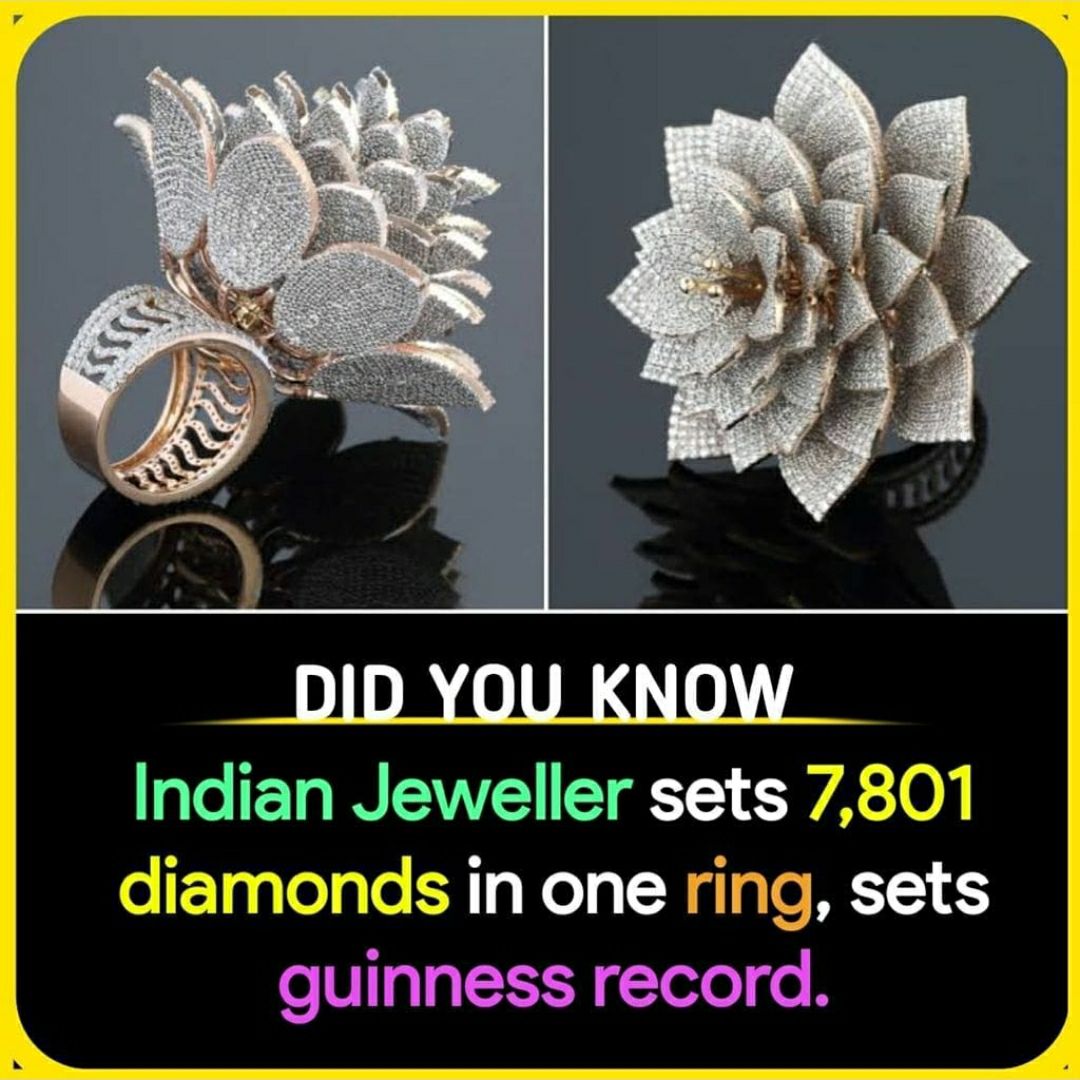 DID YOU KNOW
Indian Jeweller sets 7,801
diamonds in one ring, sets
guinness record.